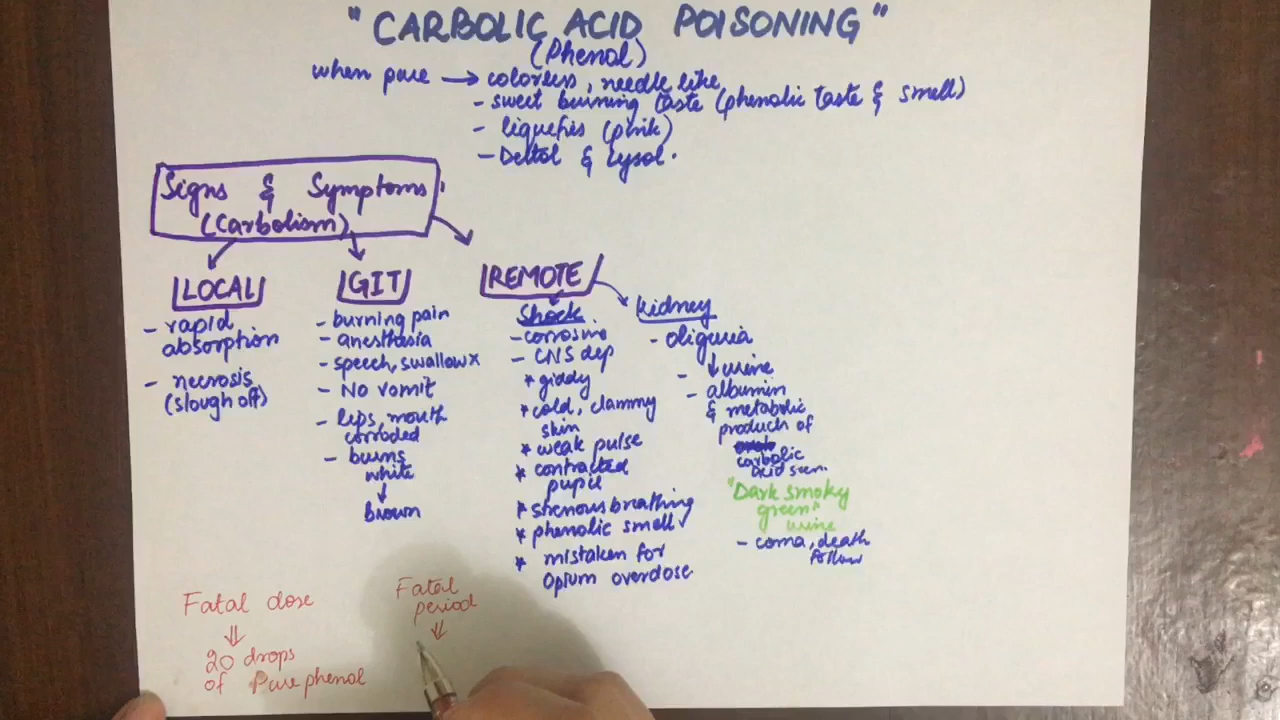 "CARBOLIC ACID POISONING"
(Phenol)
when pure → colorless, needle like
- sweet burning taste (phenolic taste & smell)
- liquefies (pink)
- Dettol & Lysol.
Signs & Symptoms
(Carbolism)
LOCAL
- rapid
absorption
- necrosis
(slough off)
GIT
- burning pain
- anesthasia
- speech, swallow x
- No vomit
- Lips, mouth
corroded
- burns
white
↓
brown
REMOTE
Shock
- corrosive
- CNS dep
* giddy
* cold, clammy
skin
* weak pulse
* contracted
pupil
* strenous breathing
* phenolic smell
* mistaken for
Opium overdose
kidney
- oliguria
- ↓ urine
- albumin
& metabolic
product of
carbolic
acid seen.
"Dark smoky
green"
urine
- coma, death
follow
Fatal dose
⇓
20 drops
of Pure phenol
Fatal
period
⇓